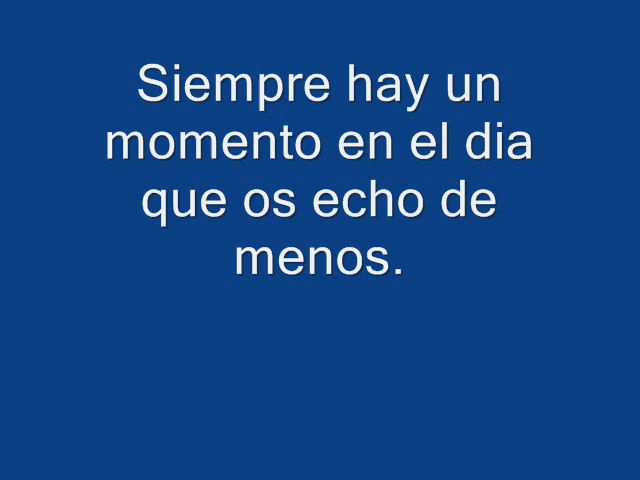 Siempre hay un
momento en el dia
que os echo de
menos.